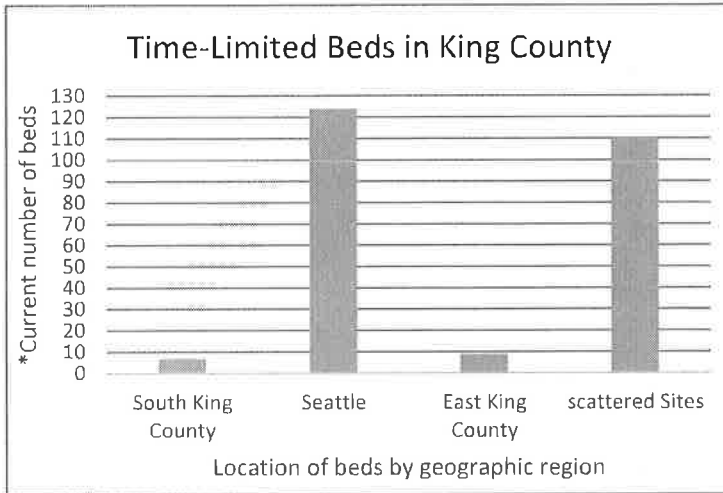 Time-Limited Beds in King County
*Current number of beds
130
120
110
100
90
80
70
60
50
40
30
20
10
0
South King
County
Seattle
East King
County
scattered Sites
Location of beds by geographic region